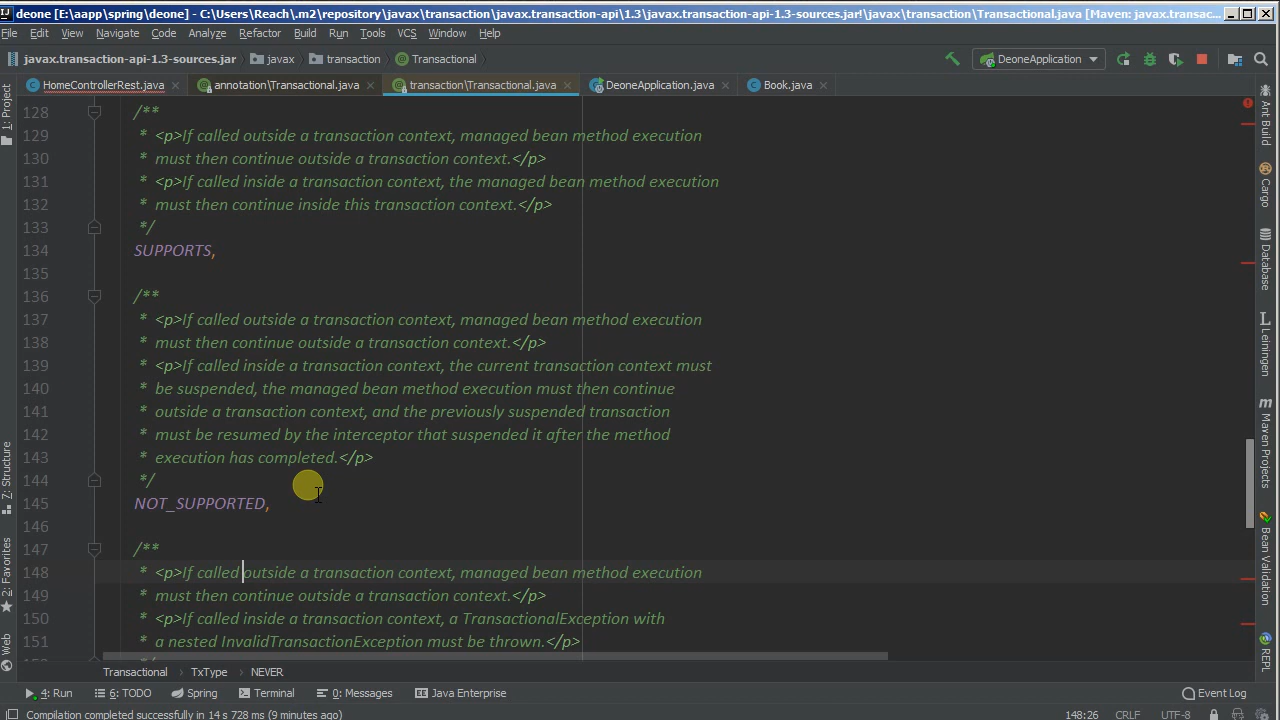 deone [E:\aapp\spring\deone] - C:\Users\Reach\.m2\repository\javax\transaction\javax.transaction-api\1.3\javax.transaction-api-1.3-sources.jar!\javax\transaction\Transactional.java [Maven: javax.transac...
File Edit View Navigate Code Analyze Refactor Build Run Tools VCS Window Help
javax.transaction-api-1.3-sources.jar javax transaction Transactional DeoneApplication
HomeControllerRest.java annotation\Transactional.java transaction\Transactional.java DeoneApplication.java Book.java
128 /**
129 * <p>If called outside a transaction context, managed bean method execution
130 * must then continue outside a transaction context.</p>
131 * <p>If called inside a transaction context, the managed bean method execution
132 * must then continue inside this transaction context.</p>
133 */
134 SUPPORTS,
135
136 /**
137 * <p>If called outside a transaction context, managed bean method execution
138 * must then continue outside a transaction context.</p>
139 * <p>If called inside a transaction context, the current transaction context must
140 * be suspended, the managed bean method execution must then continue
141 * outside a transaction context, and the previously suspended transaction
142 * must be resumed by the interceptor that suspended it after the method
143 * execution has completed.</p>
144 */
145 NOT_SUPPORTED,
146
147 /**
148 * <p>If called outside a transaction context, managed bean method execution
149 * must then continue outside a transaction context.</p>
150 * <p>If called inside a transaction context, a TransactionalException with
151 * a nested InvalidTransactionException must be thrown.</p>
Transactional TxType NEVER
4: Run 6: TODO Spring Terminal 0: Messages Java Enterprise Event Log
Compilation completed successfully in 14 s 728 ms (9 minutes ago) 148:26 CRLF UTF-8
1: Project
7: Structure
2: Favorites
Web
Ant Build
Cargo
Database
Leiningen
Maven Projects
Bean Validation
REPL